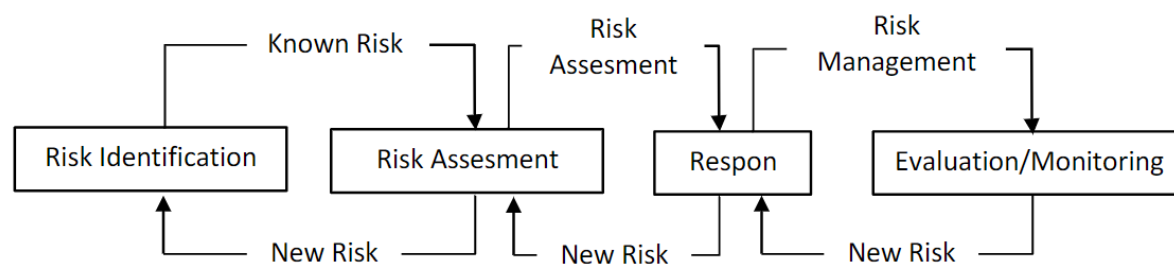 Known Risk
Risk
Assesment
Risk
Management
Risk Identification
Risk Assesment
Respon
Evaluation/Monitoring
New Risk
New Risk
New Risk